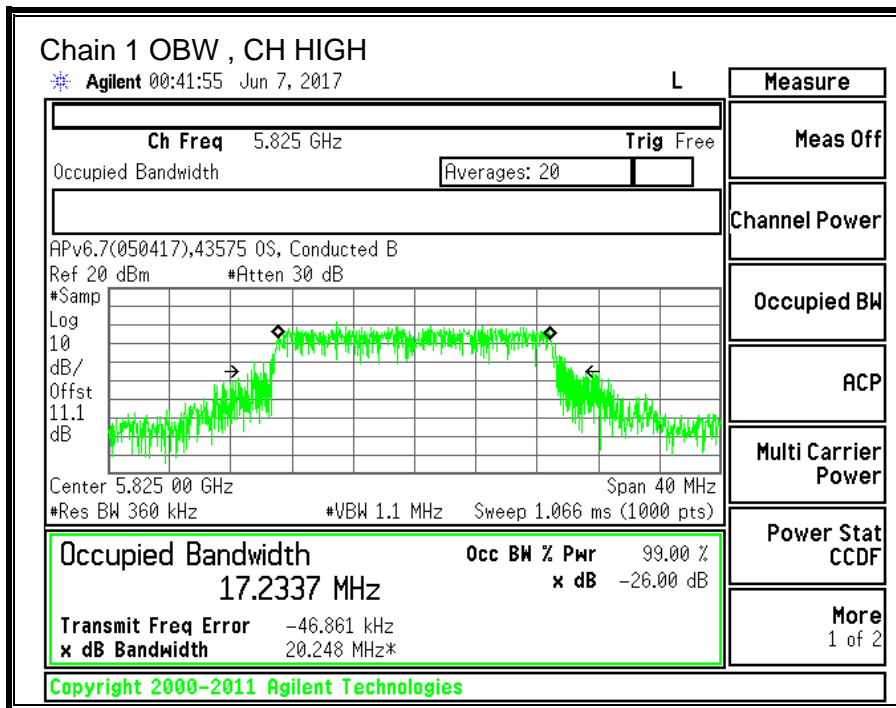 Chain 1 OBW , CH HIGH
Agilent 00:41:55 Jun 7, 2017 L
Measure
Ch Freq 5.825 GHz Trig Free
Occupied Bandwidth Averages: 20
APv6.7(050417),43575 OS, Conducted B
Ref 20 dBm #Atten 30 dB
#Samp
Log
10
dB/
Offst
11.1
dB
Center 5.825 00 GHz Span 40 MHz
#Res BW 360 kHz #VBW 1.1 MHz Sweep 1.066 ms (1000 pts)
Occupied Bandwidth Occ BW % Pwr 99.00 %
17.2337 MHz x dB -26.00 dB
Transmit Freq Error -46.861 kHz
x dB Bandwidth 20.248 MHz*
Meas Off
Channel Power
Occupied BW
ACP
Multi Carrier
Power
Power Stat
CCDF
More
1 of 2
Copyright 2000-2011 Agilent Technologies